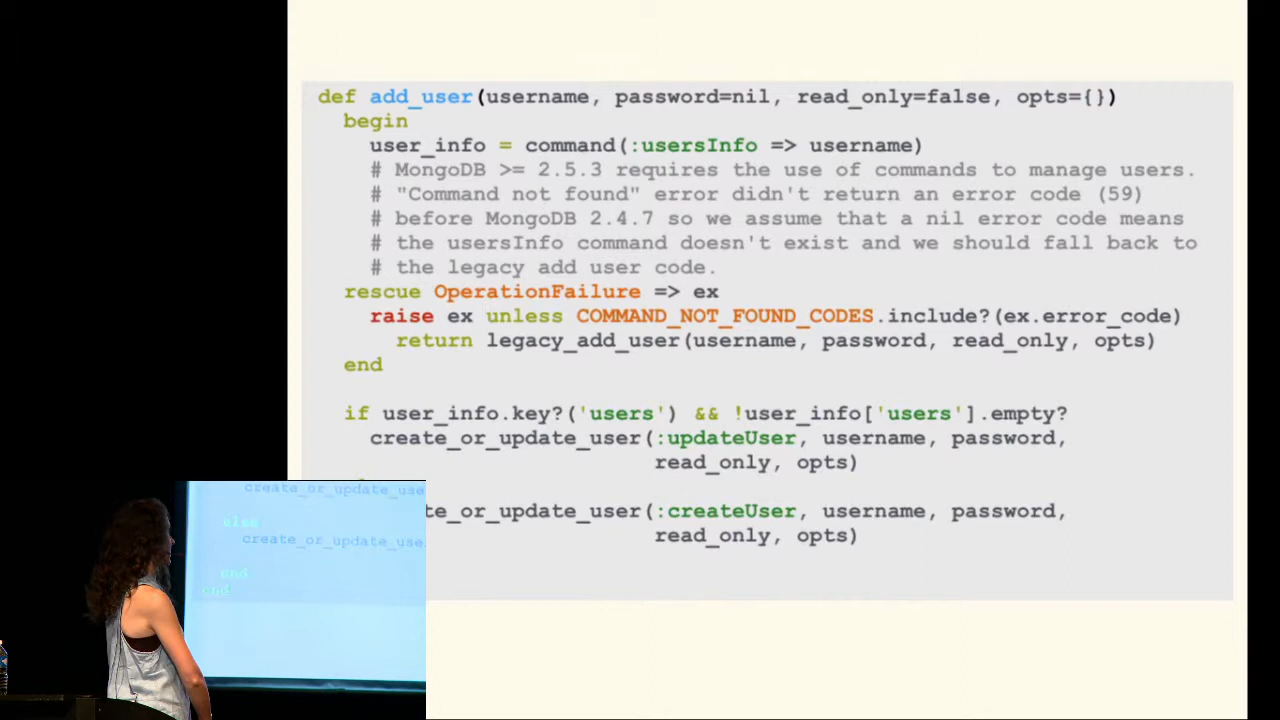 def add_user(username, password=nil, read_only=false, opts={})
begin
user_info = command(:usersInfo => username)
# MongoDB >= 2.5.3 requires the use of commands to manage users.
# "Command not found" error didn't return an error code (59)
# before MongoDB 2.4.7 so we assume that a nil error code means
# the usersInfo command doesn't exist and we should fall back to
# the legacy add user code.
rescue OperationFailure => ex
raise ex unless COMMAND_NOT_FOUND_CODES.include?(ex.error_code)
return legacy_add_user(username, password, read_only, opts)
end
if user_info.key?('users') && !user_info['users'].empty?
create_or_update_user(:updateUser, username, password,
read_only, opts)
te_or_update_user(:createUser, username, password,
read_only, opts)
create_or_update_use
else
create_or_update_use
end
end